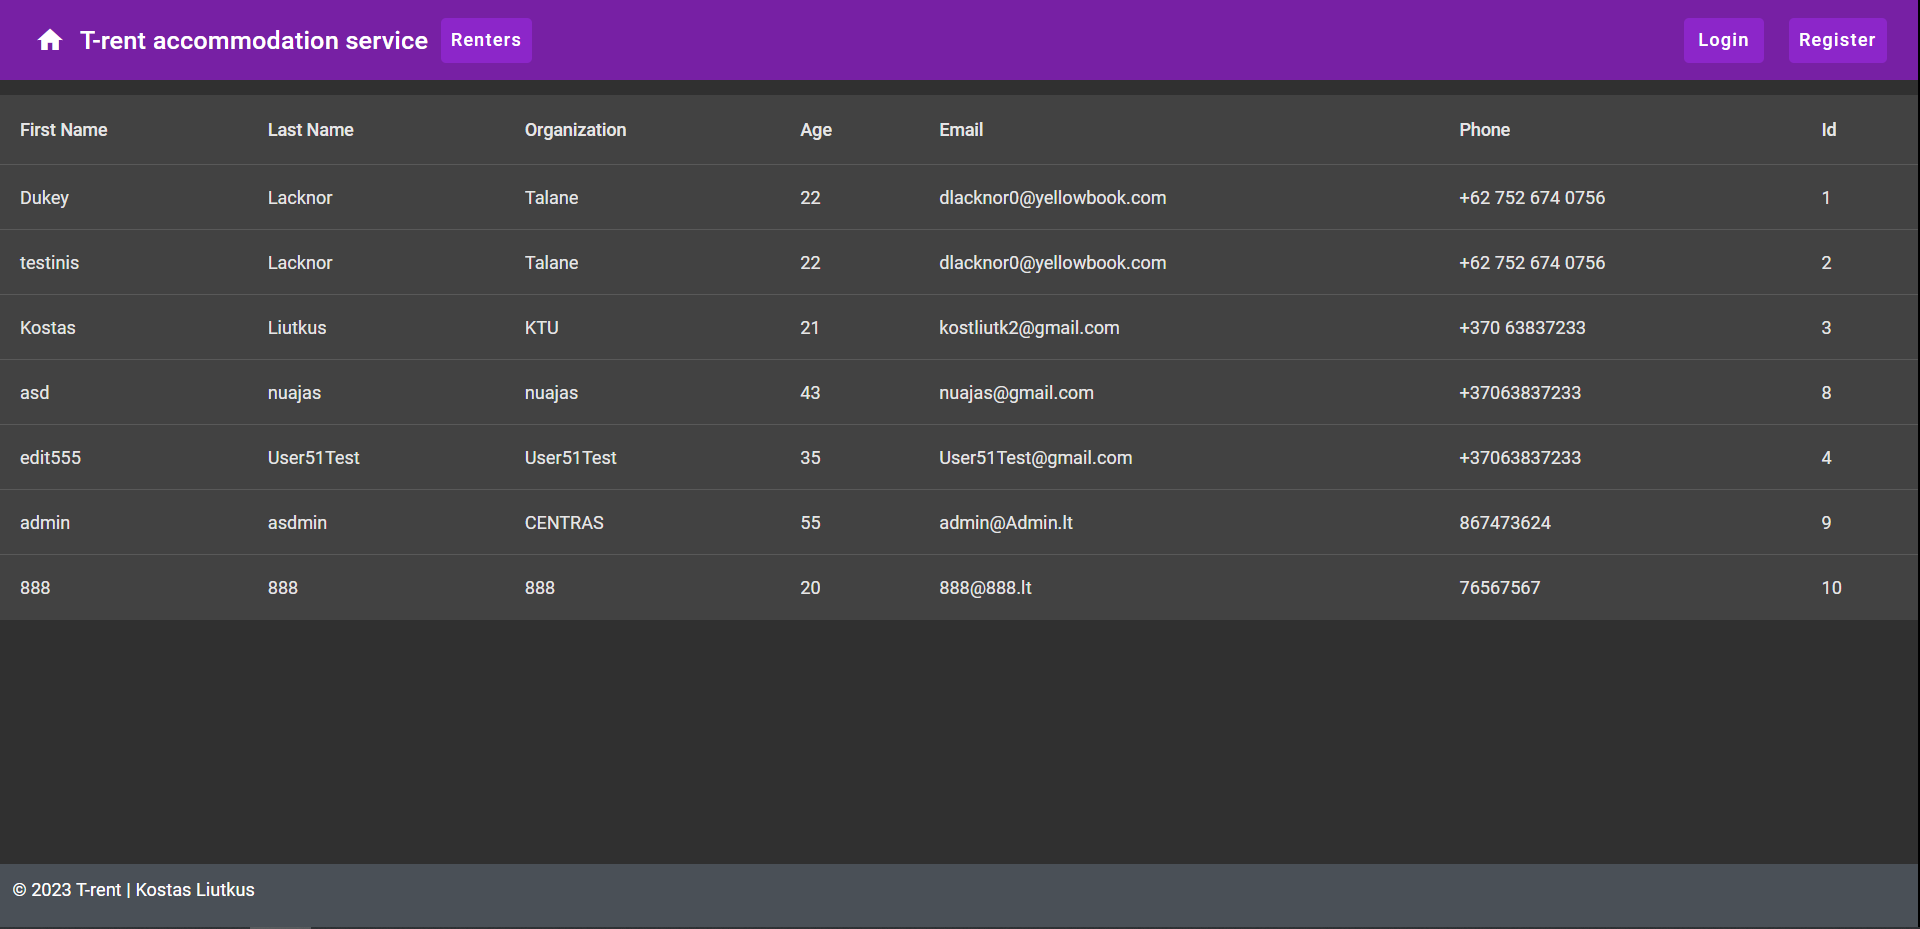 T-rent accommodation service Renters Login Register
First Name Last Name Organization Age Email Phone Id
Dukey Lacknor Talane 22 dlacknor0@yellowbook.com +62 752 674 0756 1
testinis Lacknor Talane 22 dlacknor0@yellowbook.com +62 752 674 0756 2
Kostas Liutkus KTU 21 kostliutk2@gmail.com +370 63837233 3
asd nuajas nuajas 43 nuajas@gmail.com +37063837233 8
edit555 User51Test User51Test 35 User51Test@gmail.com +37063837233 4
admin asdmin CENTRAS 55 admin@Admin.lt 867473624 9
888 888 888 20 888@888.lt 76567567 10
© 2023 T-rent | Kostas Liutkus